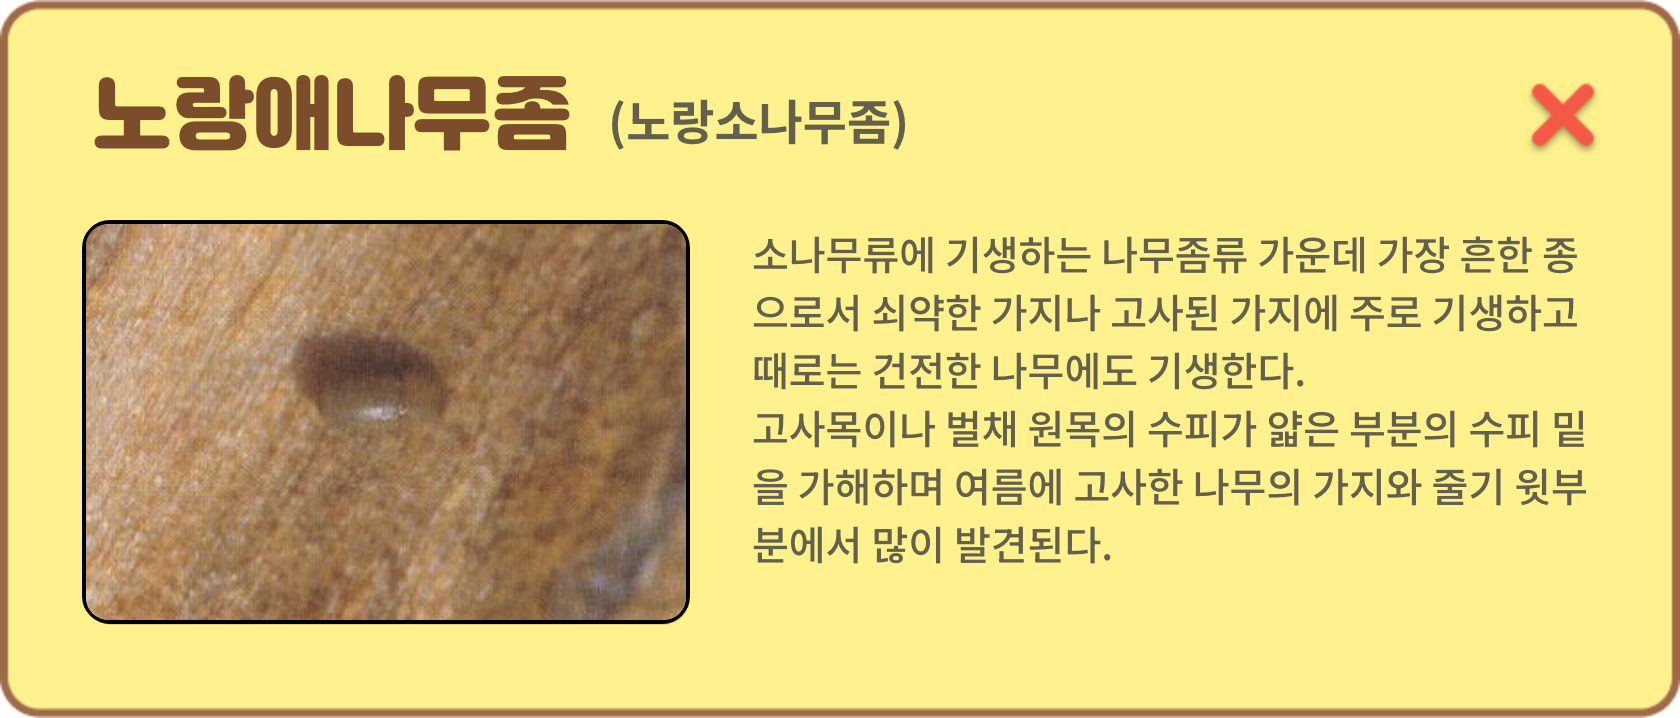 노랑애나무좀 (노랑소나무좀)
소나무류에 기생하는 나무좀류 가운데 가장 흔한 종
으로서 쇠약한 가지나 고사된 가지에 주로 기생하고
때로는 건전한 나무에도 기생한다.
고사목이나 벌채 원목의 수피가 얇은 부분의 수피 밑
을 가해하며 여름에 고사한 나무의 가지와 줄기 윗부
분에서 많이 발견된다.